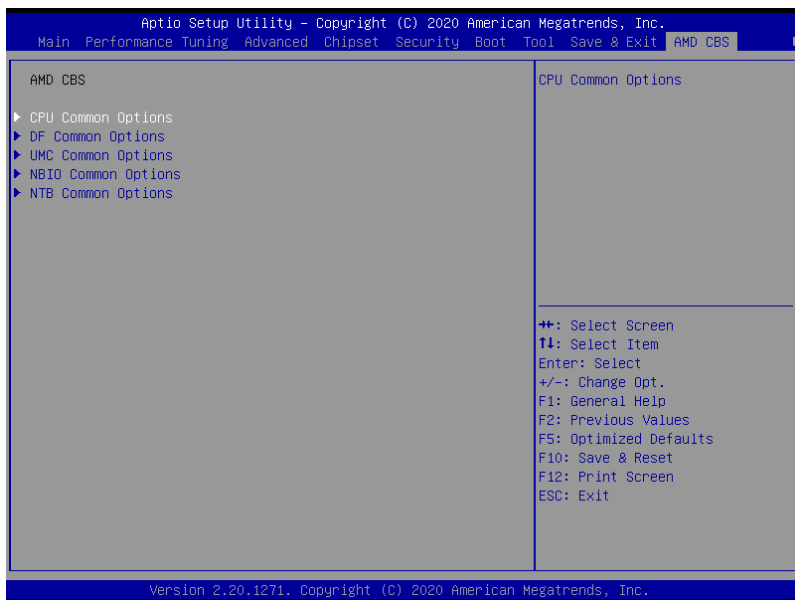 Aptio Setup Utility – Copyright (C) 2020 American Megatrends, Inc.
Main Performance Tuning Advanced Chipset Security Boot Tool Save & Exit AMD CBS
AMD CBS
CPU Common Options
DF Common Options
UMC Common Options
NBIO Common Options
NTB Common Options
CPU Common Options
→←: Select Screen
↑↓: Select Item
Enter: Select
+/-: Change Opt.
F1: General Help
F2: Previous Values
F5: Optimized Defaults
F10: Save & Reset
F12: Print Screen
ESC: Exit
Version 2.20.1271. Copyright (C) 2020 American Megatrends, Inc.